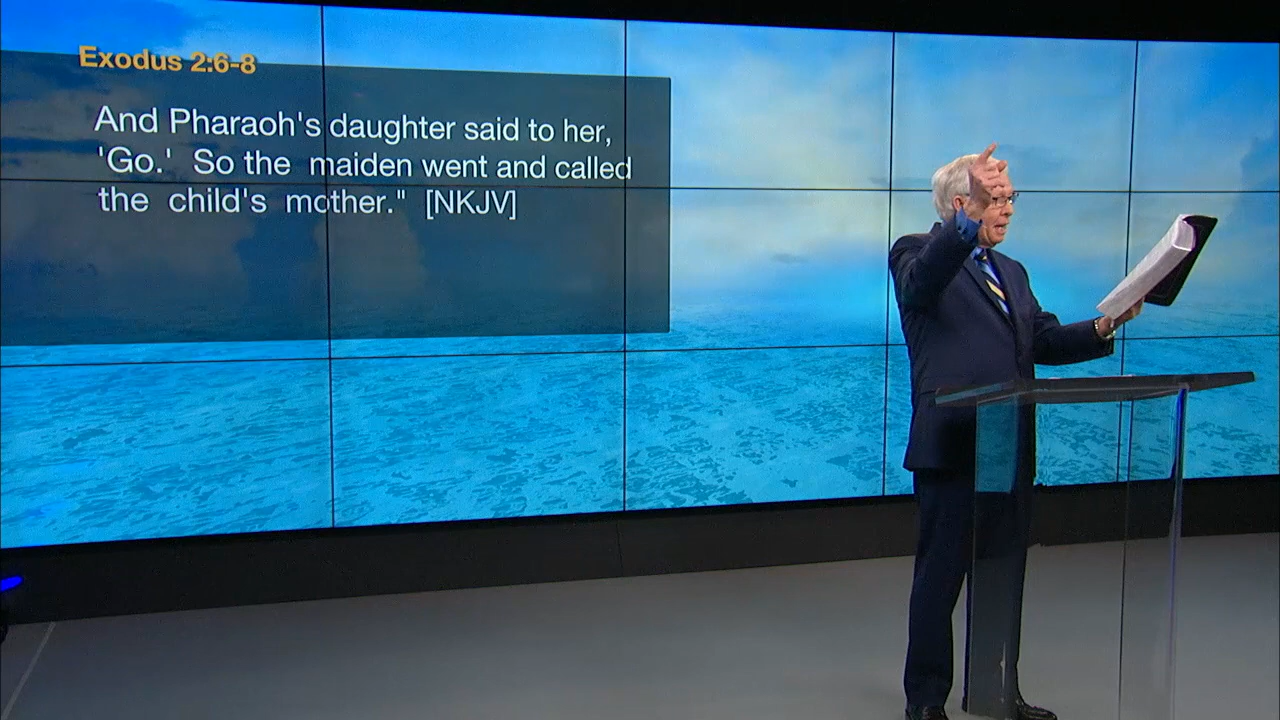 Exodus 2:6-8
And Pharaoh's daughter said to her,
'Go.' So the maiden went and called
the child's mother." [NKJV]